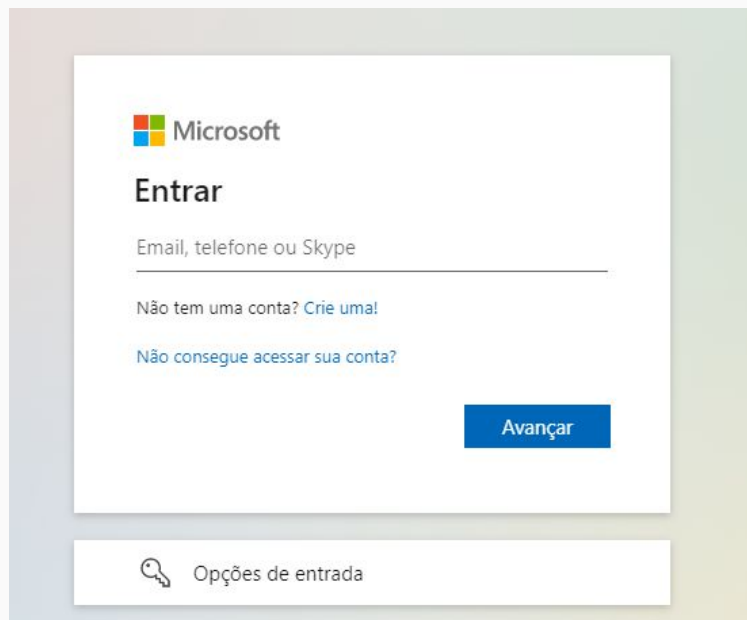 Microsoft
Entrar
Email, telefone ou Skype
Não tem uma conta? Crie uma!
Não consegue acessar sua conta?
Avançar
Opções de entrada